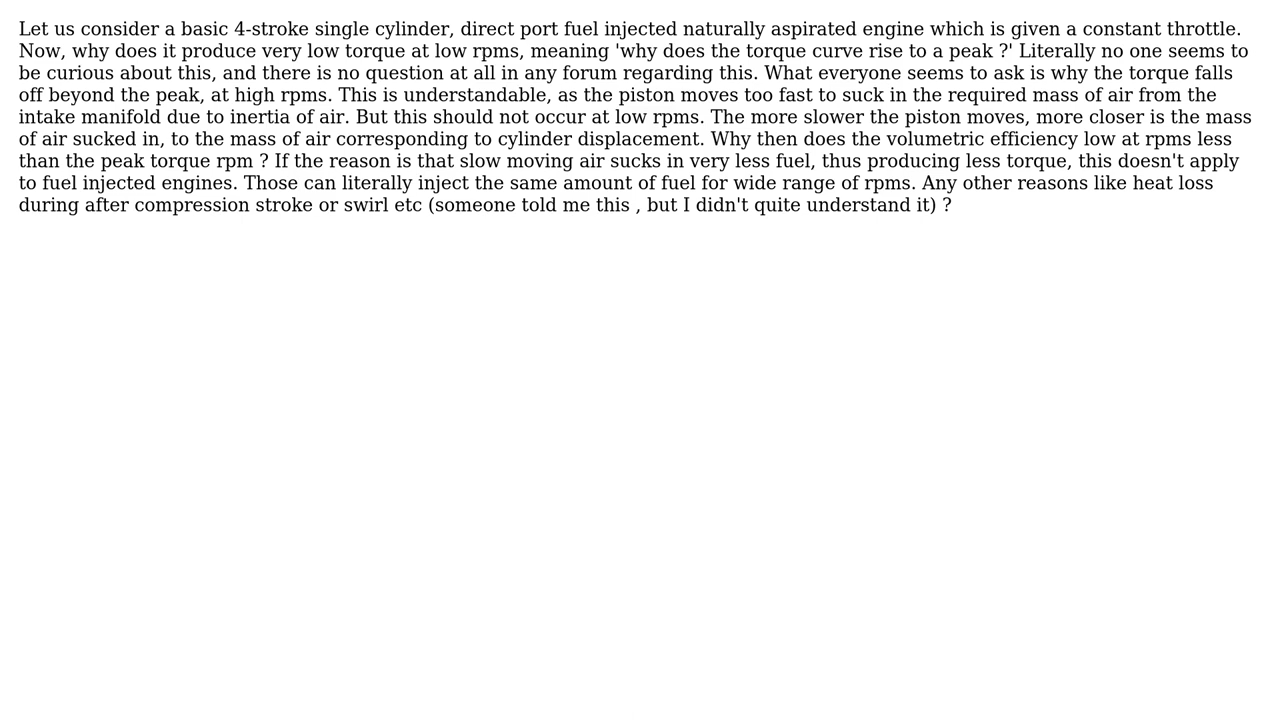 Let us consider a basic 4-stroke single cylinder, direct port fuel injected naturally aspirated engine which is given a constant throttle.
Now, why does it produce very low torque at low rpms, meaning 'why does the torque curve rise to a peak ?' Literally no one seems to
be curious about this, and there is no question at all in any forum regarding this. What everyone seems to ask is why the torque falls
off beyond the peak, at high rpms. This is understandable, as the piston moves too fast to suck in the required mass of air from the
intake manifold due to inertia of air. But this should not occur at low rpms. The more slower the piston moves, more closer is the mass
of air sucked in, to the mass of air corresponding to cylinder displacement. Why then does the volumetric efficiency low at rpms less
than the peak torque rpm ? If the reason is that slow moving air sucks in very less fuel, thus producing less torque, this doesn't apply
to fuel injected engines. Those can literally inject the same amount of fuel for wide range of rpms. Any other reasons like heat loss
during after compression stroke or swirl etc (someone told me this , but I didn't quite understand it) ?